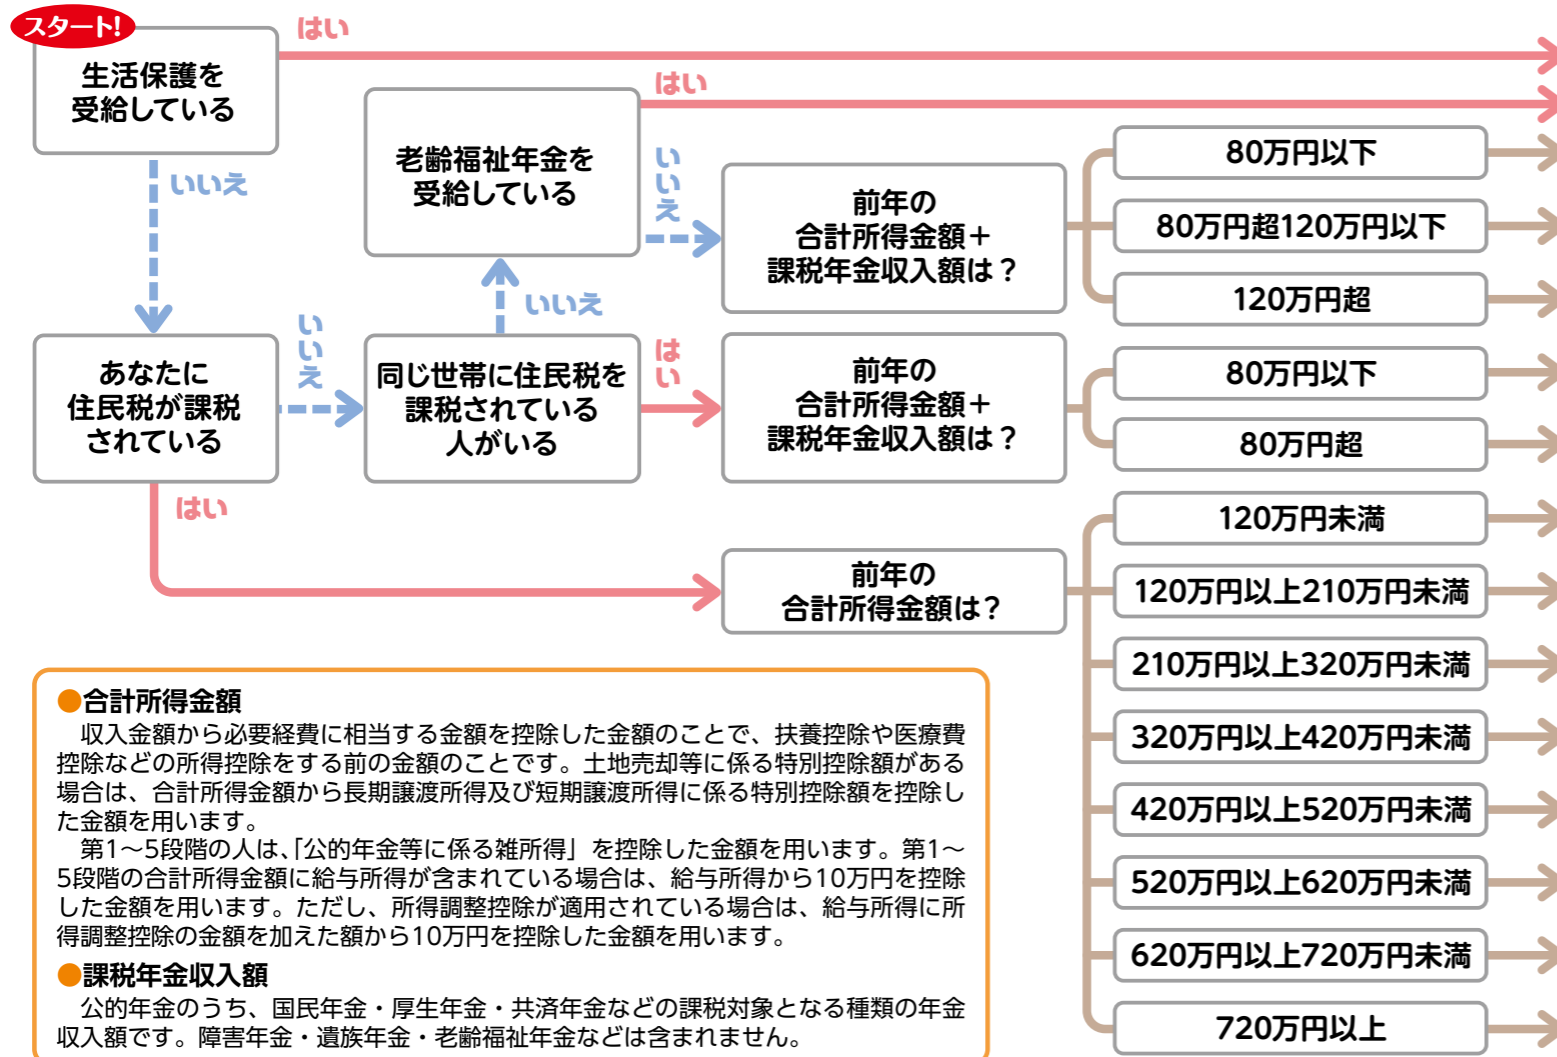 スタート!
生活保護を
受給している
はい
いいえ
あなたに
住民税が課税
されている
いいえ
はい
同じ世帯に住民税を
課税されている
人がいる
いいえ
はい
老齢福祉年金を
受給している
はい
いいえ
前年の
合計所得金額＋
課税年金収入額は？
80万円以下
80万円超120万円以下
120万円超
前年の
合計所得金額＋
課税年金収入額は？
80万円以下
80万円超
前年の
合計所得金額は？
120万円未満
120万円以上210万円未満
210万円以上320万円未満
320万円以上420万円未満
420万円以上520万円未満
520万円以上620万円未満
620万円以上720万円未満
720万円以上
●合計所得金額
収入金額から必要経費に相当する金額を控除した金額のことで、扶養控除や医療費
控除などの所得控除をする前の金額のことです。土地売却等に係る特別控除額がある
場合は、合計所得金額から長期譲渡所得及び短期譲渡所得に係る特別控除額を控除し
た金額を用います。
第1～5段階の人は、「公的年金等に係る雑所得」を控除した金額を用います。第1～
5段階の合計所得金額に給与所得が含まれている場合は、給与所得から10万円を控除
した金額を用います。ただし、所得調整控除が適用されている場合は、給与所得に所
得調整控除の金額を加えた額から10万円を控除した金額を用います。
●課税年金収入額
公的年金のうち、国民年金・厚生年金・共済年金などの課税対象となる種類の年金
収入額です。障害年金・遺族年金・老齢福祉年金などは含まれません。